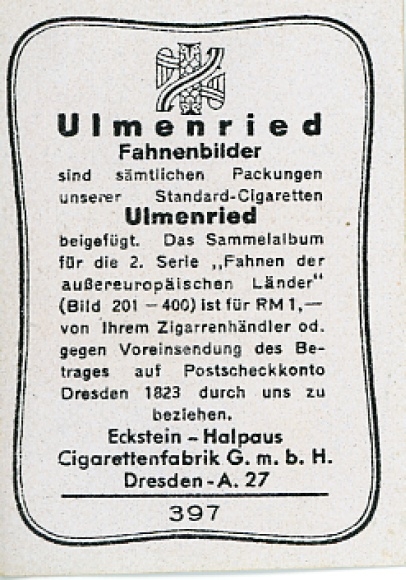 Ulmenried
Fahnenbilder
sind sämtlichen Packungen
unserer Standard-Cigaretten
Ulmenried
beigefügt. Das Sammelalbum
für die 2. Serie „Fahnen der
außereuropäischen Länder"
(Bild 201 – 400) ist für RM 1,—
von Ihrem Zigarrenhändler od.
gegen Voreinsendung des Be-
trages auf Postscheckkonto
Dresden 1823 durch uns zu
beziehen.
Eckstein - Halpaus
Cigarettenfabrik G. m. b. H.
Dresden-A. 27
397